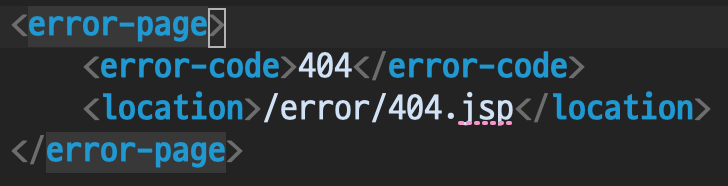 <error-page>
<error-code>404</error-code>
<location>/error/404.jsp</location>
</error-page>